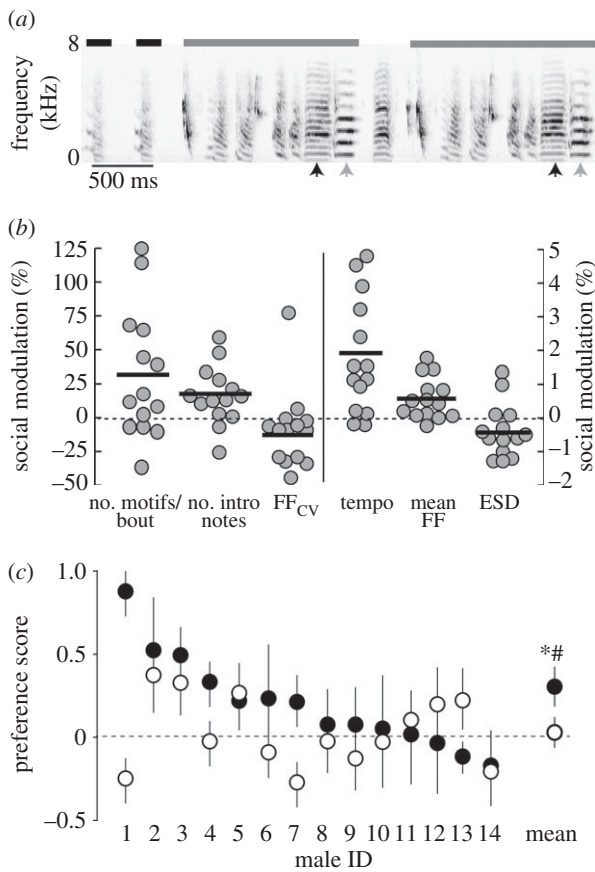 (a)
8
frequency
(kHz)
0
500 ms
(b)
125
100
75
50
25
0
−25
−50
social modulation (%)
5
4
3
2
1
0
−1
−2
social modulation (%)
no. motifs/
bout
no. intro
notes
FFCV
tempo
mean
FF
ESD
(c)
1.0
0.5
0
−0.5
preference score
*#
1 2 3 4 5 6 7 8 9 10 11 12 13 14 mean
male ID